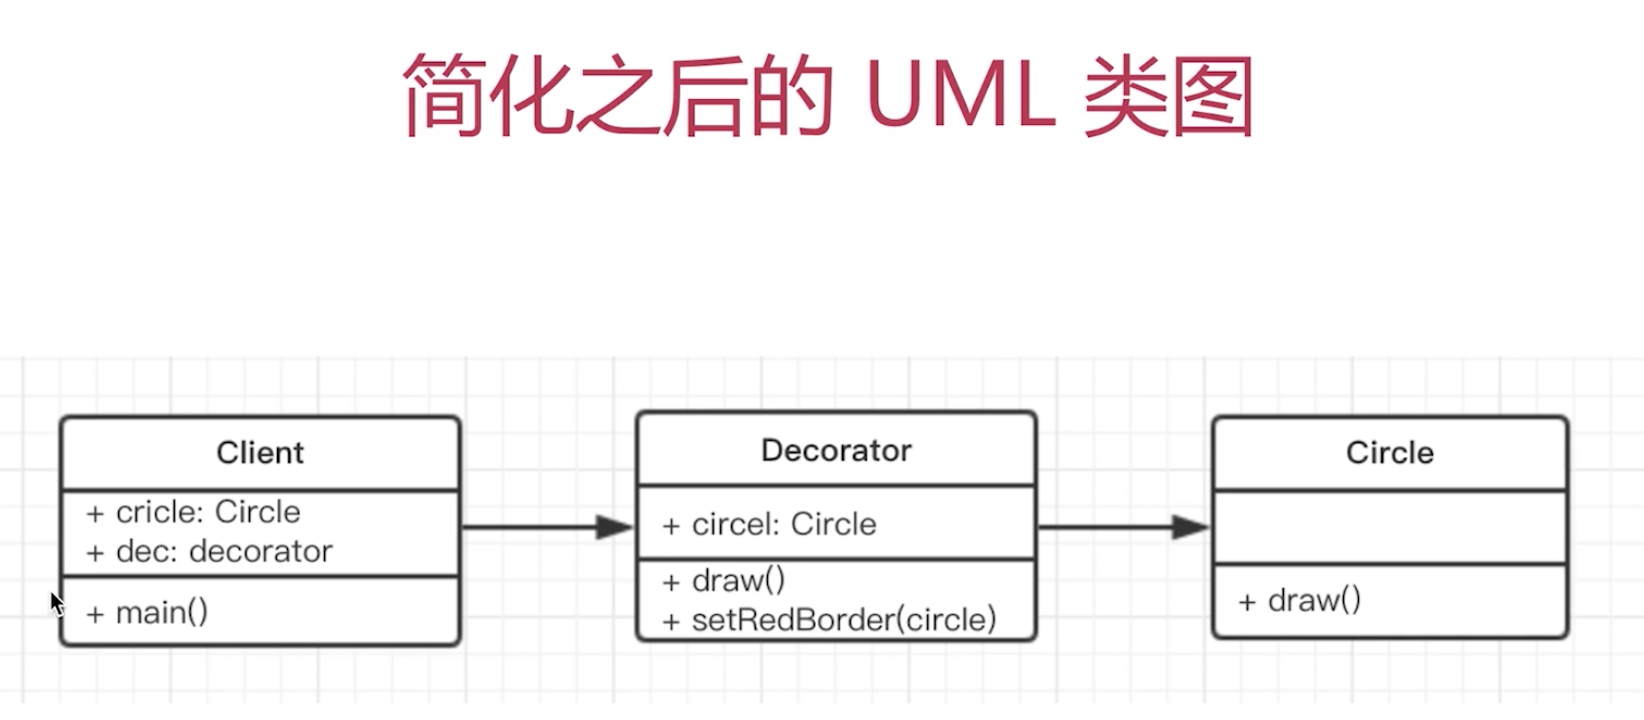 简化之后的 UML 类图
Client
+ cricle: Circle
+ dec: decorator
+ main()
Decorator
+ circel: Circle
+ draw()
+ setRedBorder(circle)
Circle
+ draw()